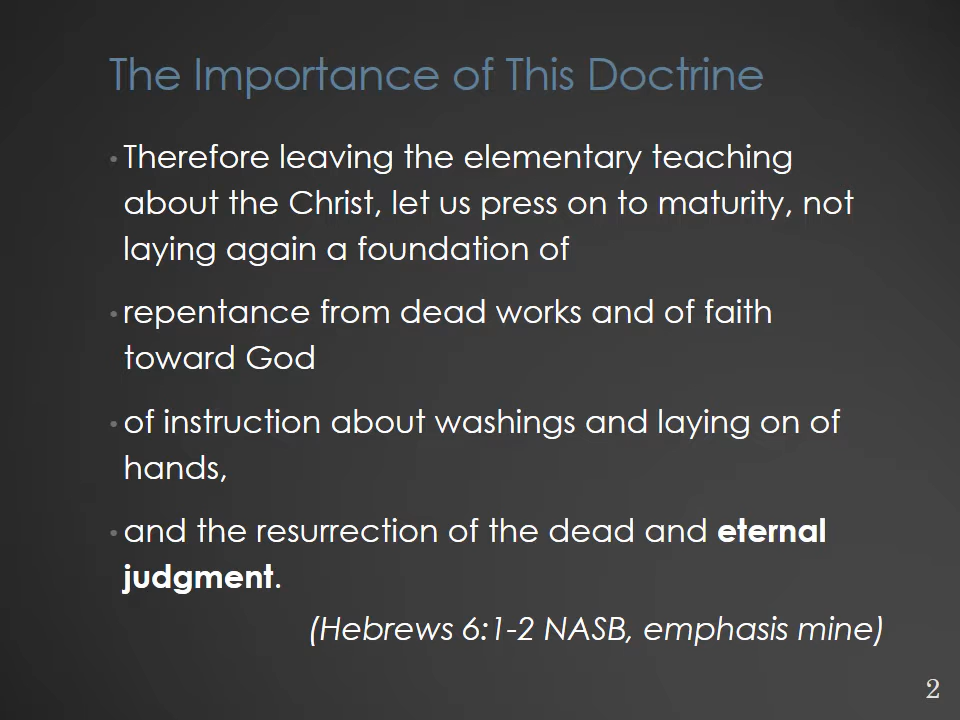 The Importance of This Doctrine
• Therefore leaving the elementary teaching
about the Christ, let us press on to maturity, not
laying again a foundation of
• repentance from dead works and of faith
toward God
• of instruction about washings and laying on of
hands,
• and the resurrection of the dead and eternal
judgment.
(Hebrews 6:1-2 NASB, emphasis mine)
2